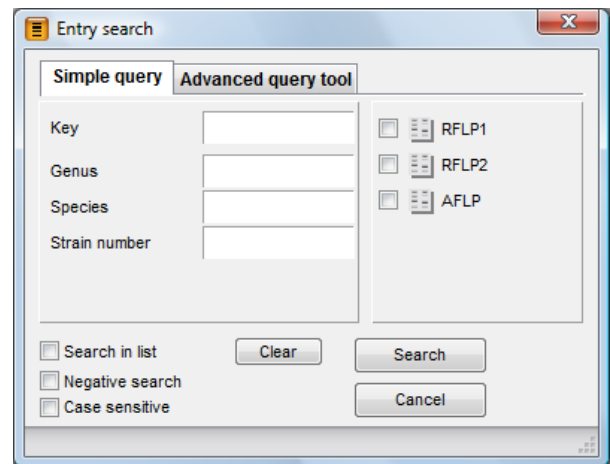 Entry search
Simple query
Advanced query tool
Key
Genus
Species
Strain number
RFLP1
RFLP2
AFLP
Search in list
Negative search
Case sensitive
Clear
Search
Cancel